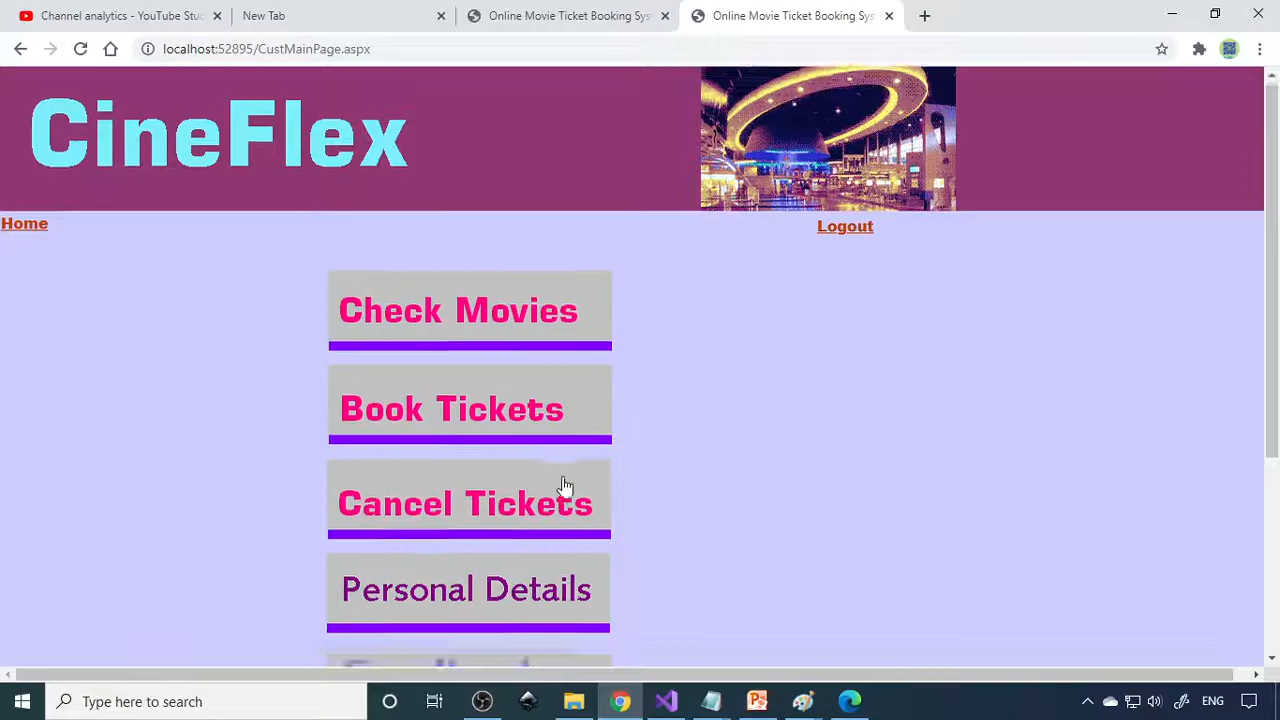 Channel analytics - YouTube Stu
New Tab
Online Movie Ticket Booking Sys
Online Movie Ticket Booking Sys
localhost:52895/CustMainPage.aspx
CineFlex
Home
Logout
Check Movies
Book Tickets
Cancel Tickets
Personal Details
Type here to search
ENG